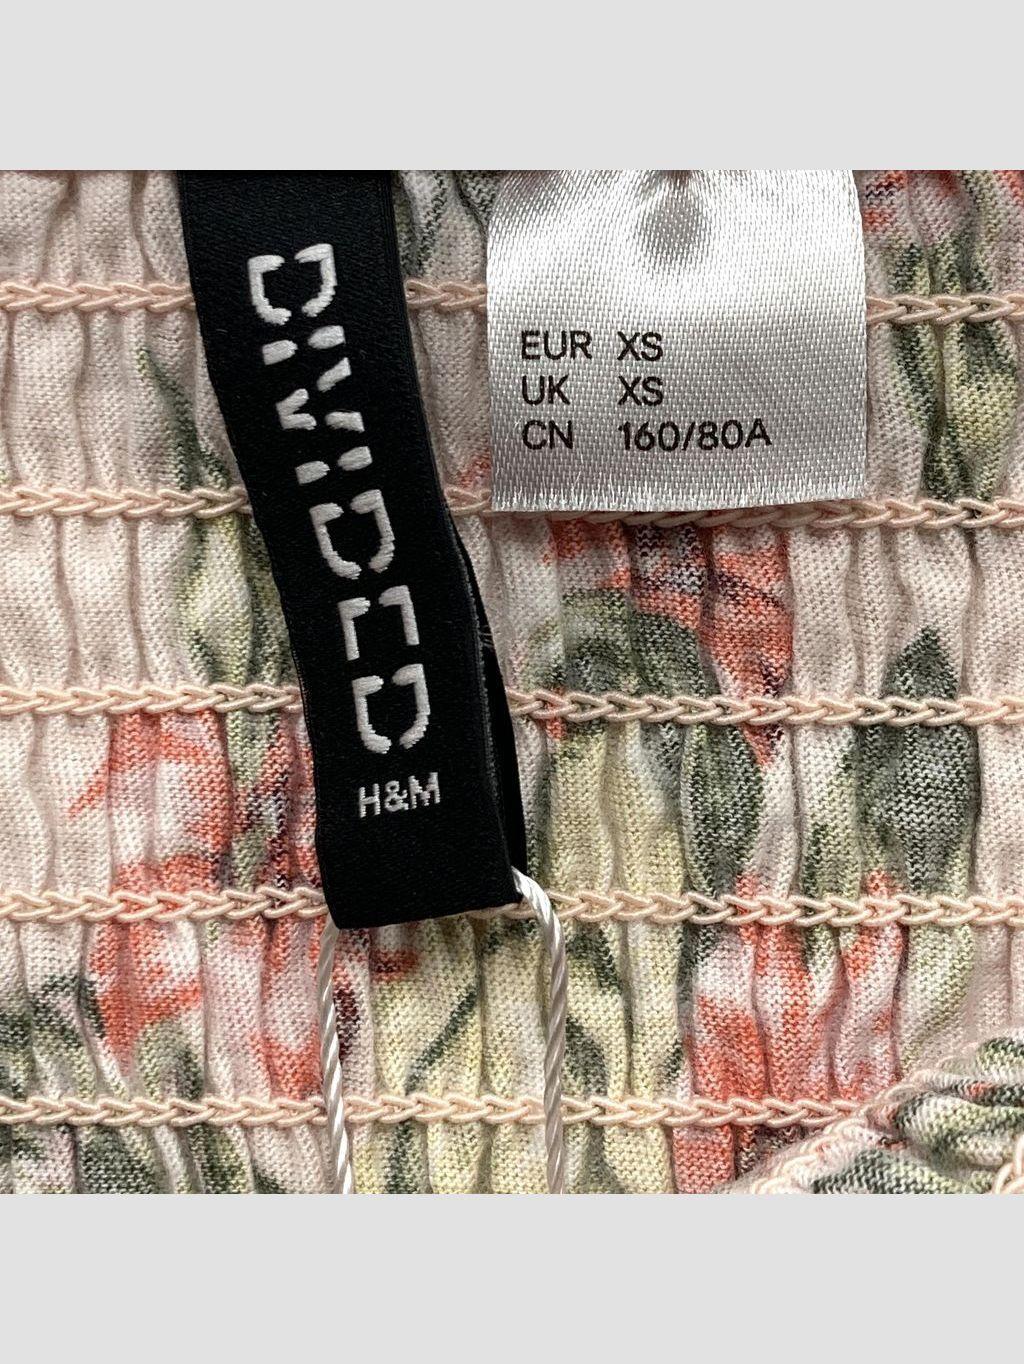 DIVIDED
H&M
EUR XS
UK XS
CN 160/80A